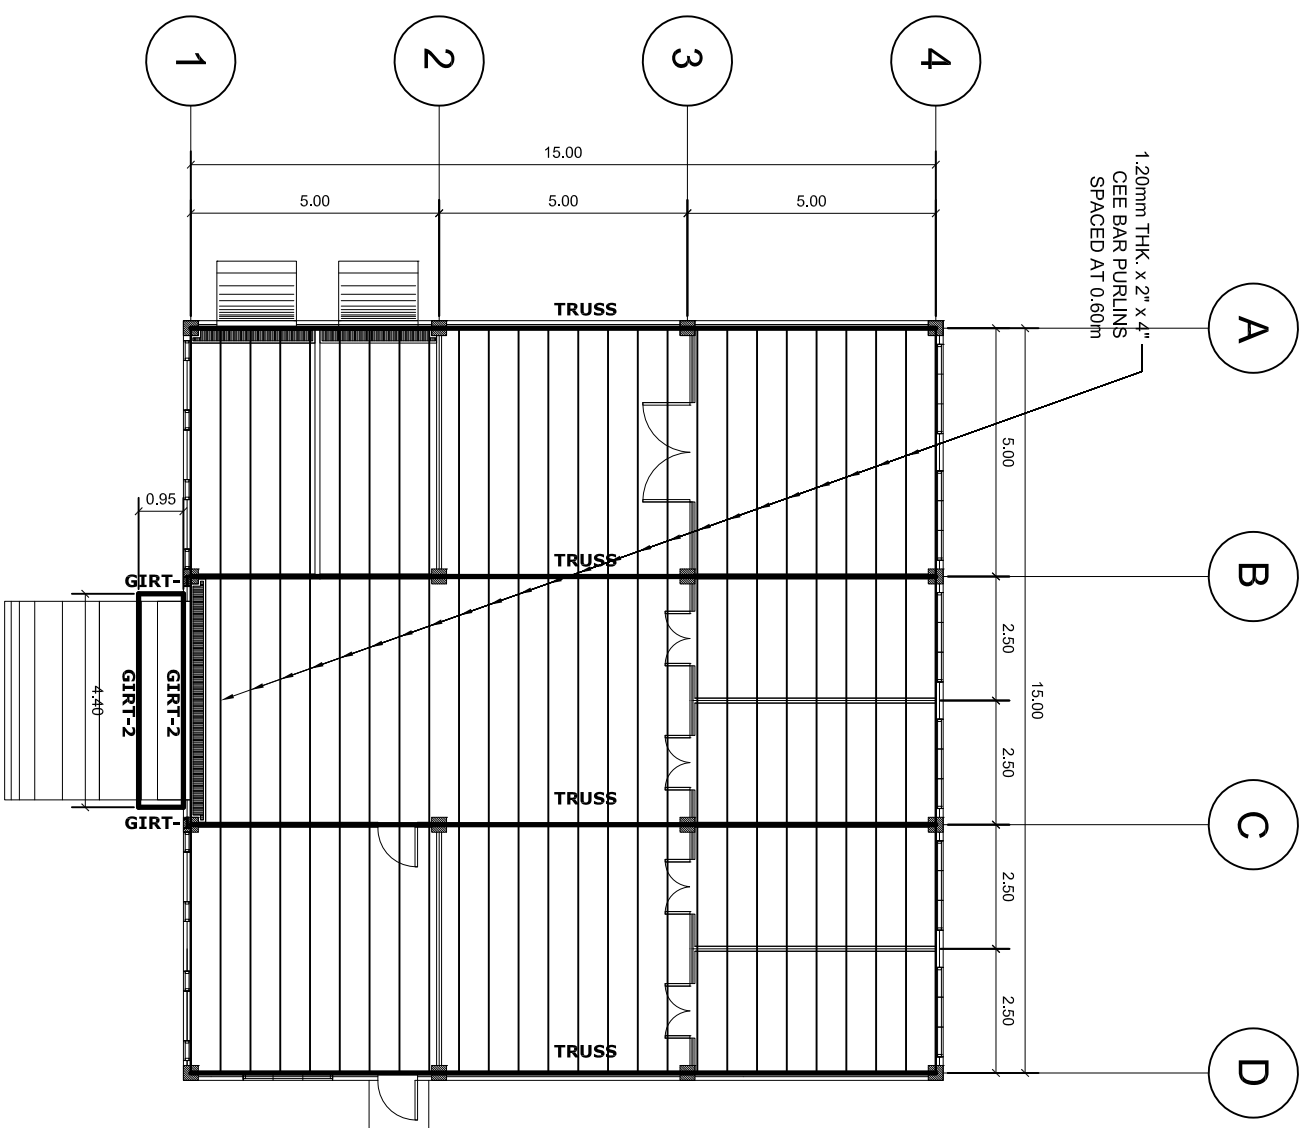 1
2
3
4
15.00
5.00
5.00
5.00
1.20mm THK. x 2" x 4"
CEE BAR PURLINS
SPACED AT 0.60m
A
B
C
D
TRUSS
TRUSS
TRUSS
TRUSS
5.00
2.50
2.50
2.50
2.50
15.00
0.95
GIRT-1
GIRT-2
GIRT-2
4.40
GIRT-1